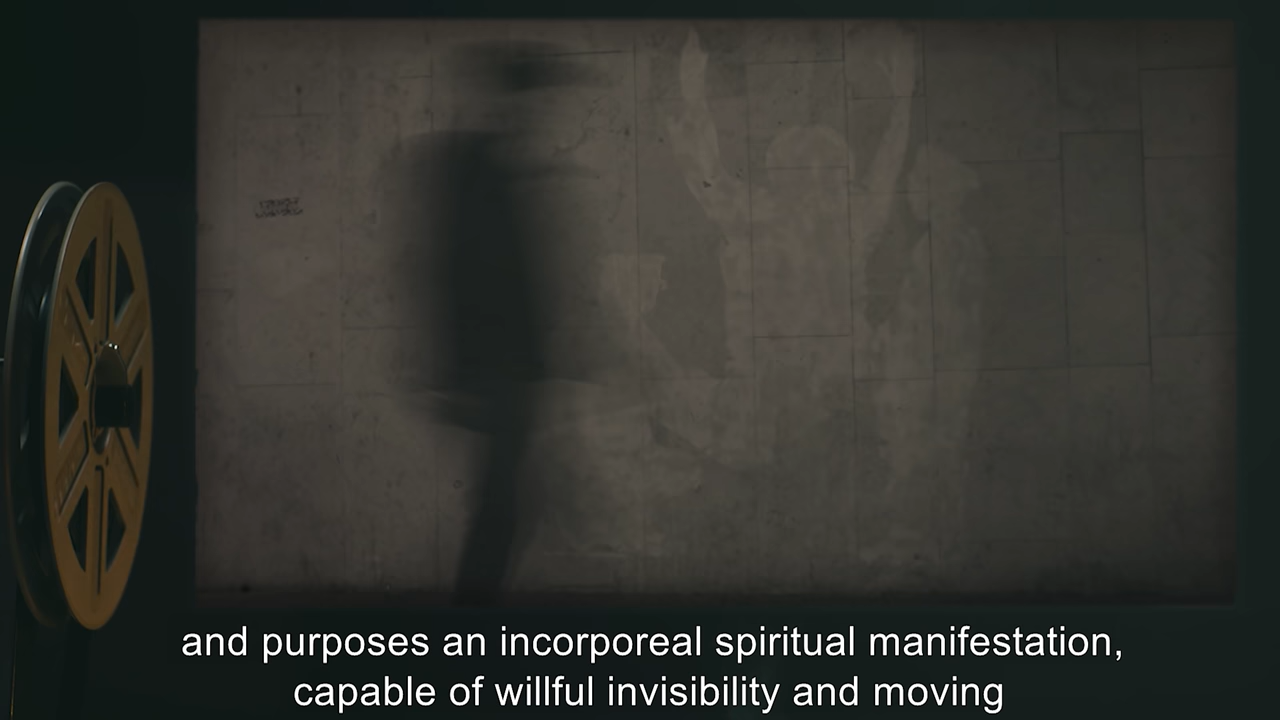 and purposes an incorporeal spiritual manifestation,
capable of willful invisibility and moving